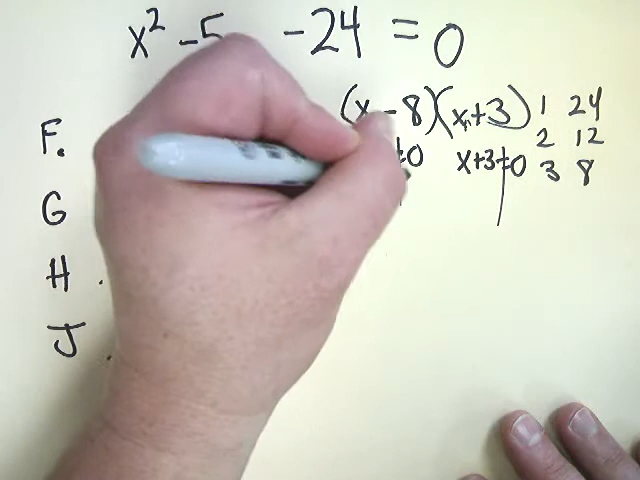 x² -5 -24 = 0
(x-8)(x+3) 1 24
2 12
=0 x+3=0 3 8
F.
G
H.
J.